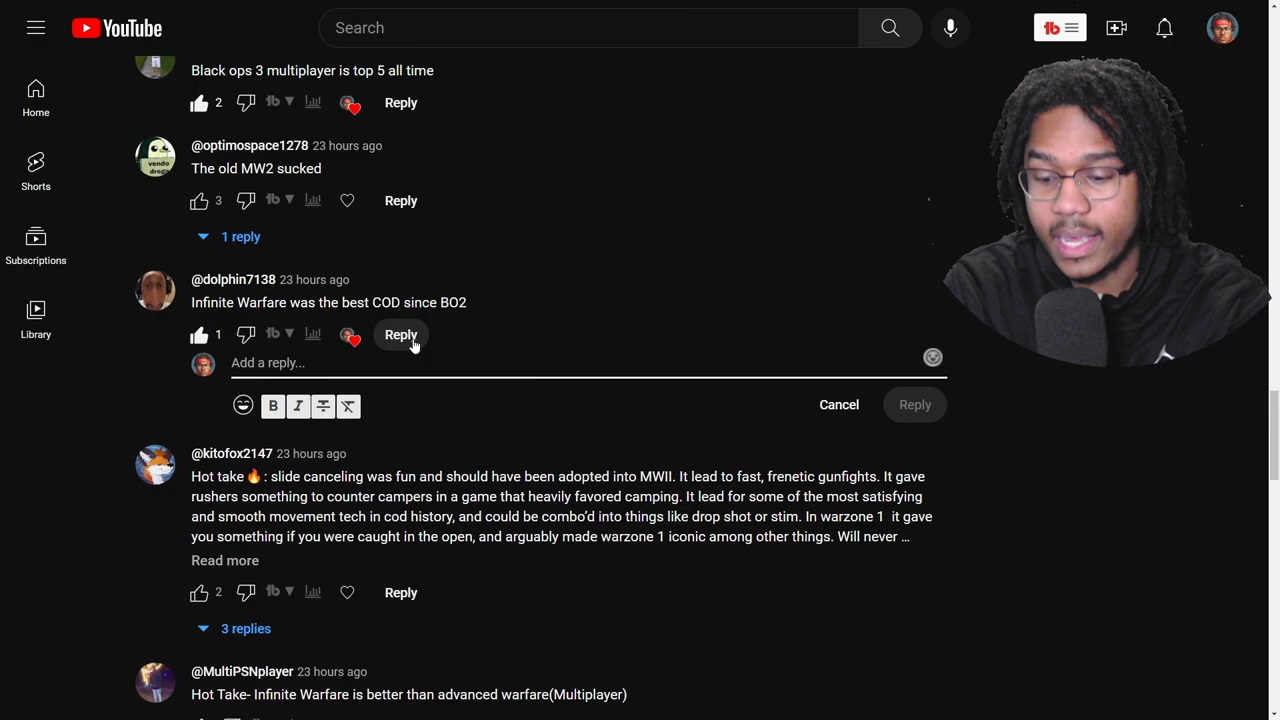 YouTube
Search
tb
Home
Shorts
Subscriptions
Library
Black ops 3 multiplayer is top 5 all time
2
tb
Reply
@optimospace1278 23 hours ago
The old MW2 sucked
3
tb
Reply
1 reply
vendo
droga
@dolphin7138 23 hours ago
Infinite Warfare was the best COD since BO2
1
tb
Reply
Add a reply...
B I S T
Cancel
Reply
@kitofox2147 23 hours ago
Hot take🔥: slide canceling was fun and should have been adopted into MWII. It lead to fast, frenetic gunfights. It gave
rushers something to counter campers in a game that heavily favored camping. It lead for some of the most satisfying
and smooth movement tech in cod history, and could be combo'd into things like drop shot or stim. In warzone 1 it gave
you something if you were caught in the open, and arguably made warzone 1 iconic among other things. Will never …
Read more
2
tb
Reply
3 replies
@MultiPSNplayer 23 hours ago
Hot Take- Infinite Warfare is better than advanced warfare(Multiplayer)